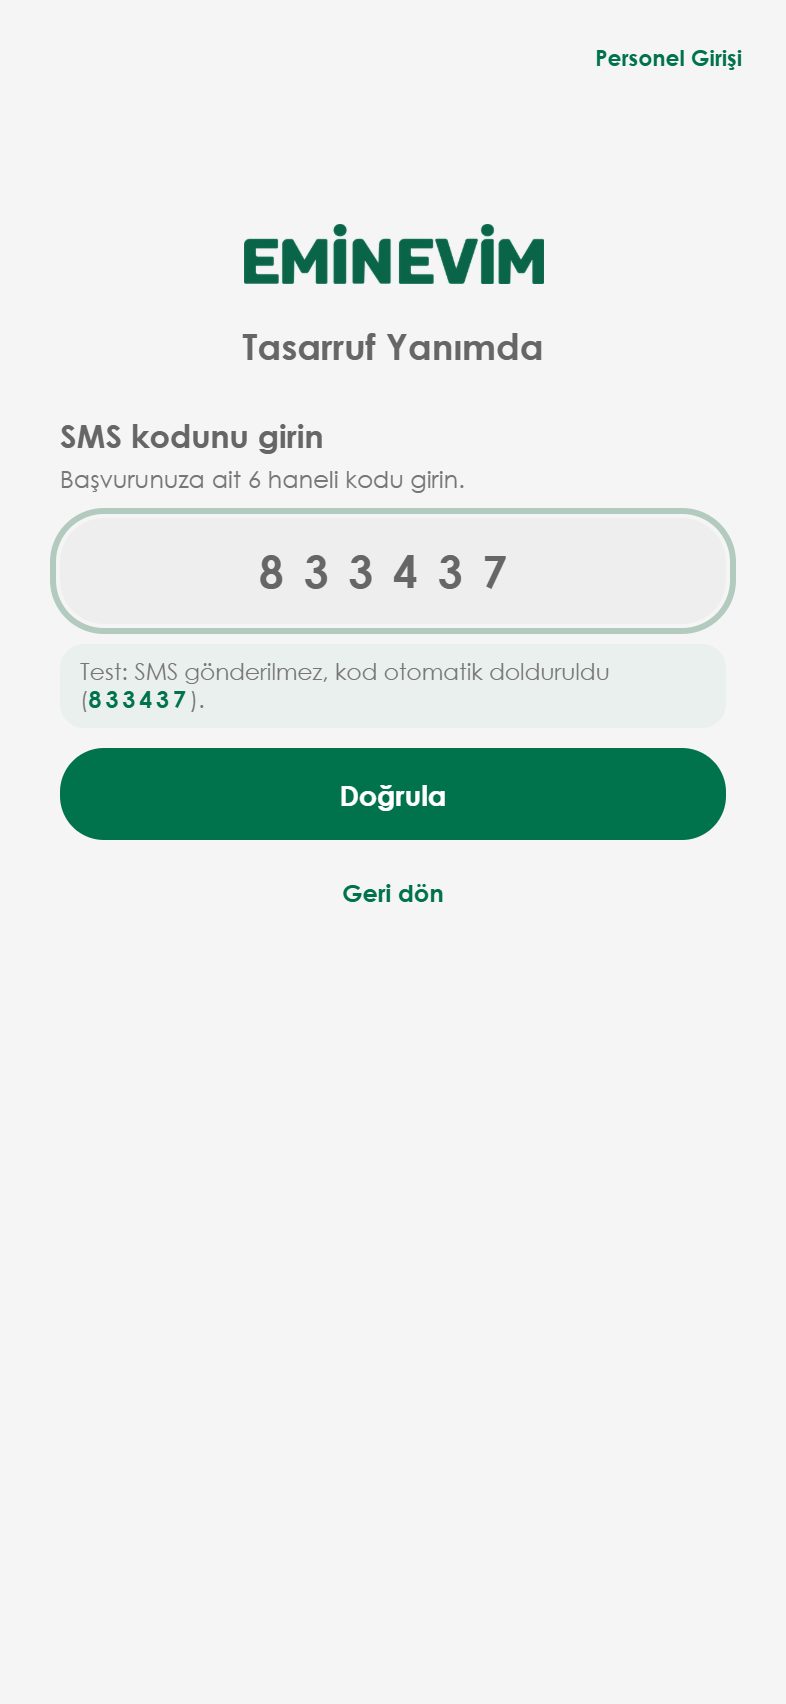 Personel Girişi
EMİNEVİM
Tasarruf Yanımda
SMS kodunu girin
Başvurunuza ait 6 haneli kodu girin.
8 3 3 4 3 7
Test: SMS gönderilmez, kod otomatik dolduruldu
(833437).
Doğrula
Geri dön